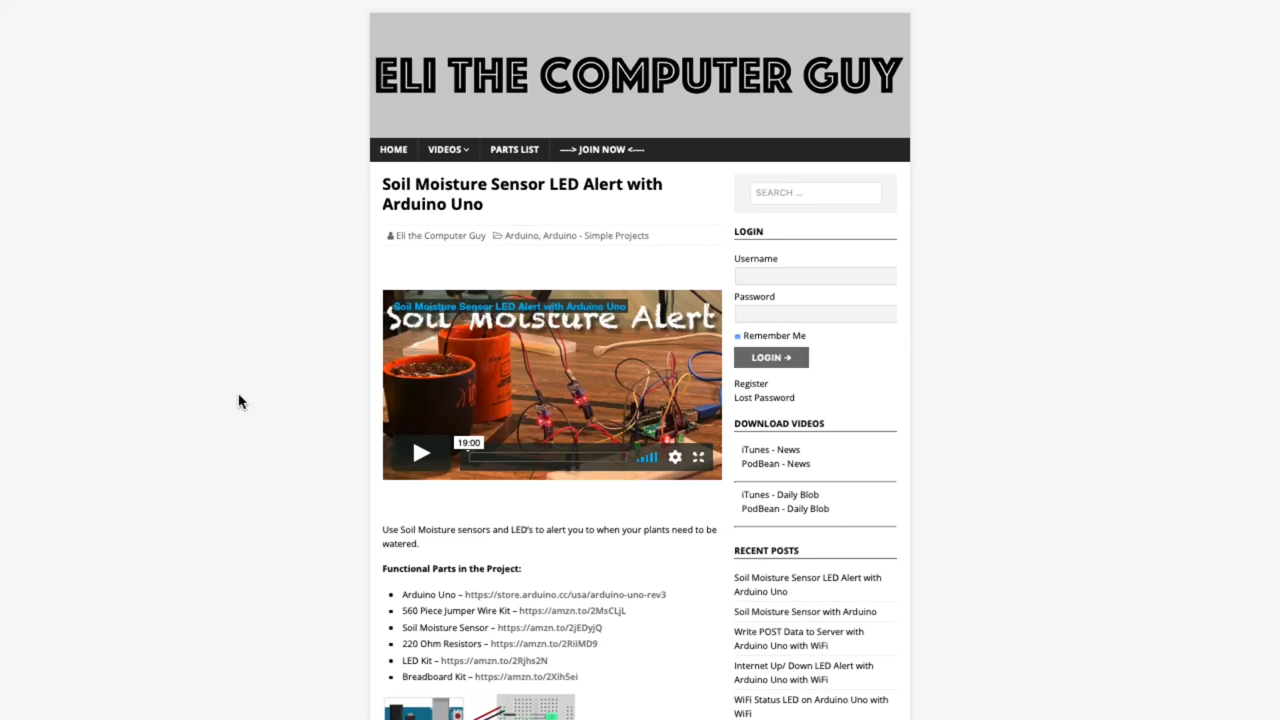 ELI THE COMPUTER GUY
HOME VIDEOS PARTS LIST ----> JOIN NOW <----
Soil Moisture Sensor LED Alert with
Arduino Uno
Eli the Computer Guy Arduino, Arduino - Simple Projects
Soil Moisture Sensor LED Alert with Arduino Uno
Soil Moisture Alert
19:00
Use Soil Moisture sensors and LED's to alert you to when your plants need to be
watered.
Functional Parts in the Project:
Arduino Uno – https://store.arduino.cc/usa/arduino-uno-rev3
560 Piece Jumper Wire Kit – https://amzn.to/2MsCLjL
Soil Moisture Sensor – https://amzn.to/2jEDyjQ
220 Ohm Resistors – https://amzn.to/2RiiMD9
LED Kit – https://amzn.to/2Rjhs2N
Breadboard Kit – https://amzn.to/2Xih5ei
SEARCH ...
LOGIN
Username
Password
Remember Me
LOGIN →
Register
Lost Password
DOWNLOAD VIDEOS
iTunes - News
PodBean - News
iTunes - Daily Blob
PodBean - Daily Blob
RECENT POSTS
Soil Moisture Sensor LED Alert with
Arduino Uno
Soil Moisture Sensor with Arduino
Write POST Data to Server with
Arduino Uno with WiFi
Internet Up/ Down LED Alert with
Arduino Uno with WiFi
WiFi Status LED on Arduino Uno with
WiFi